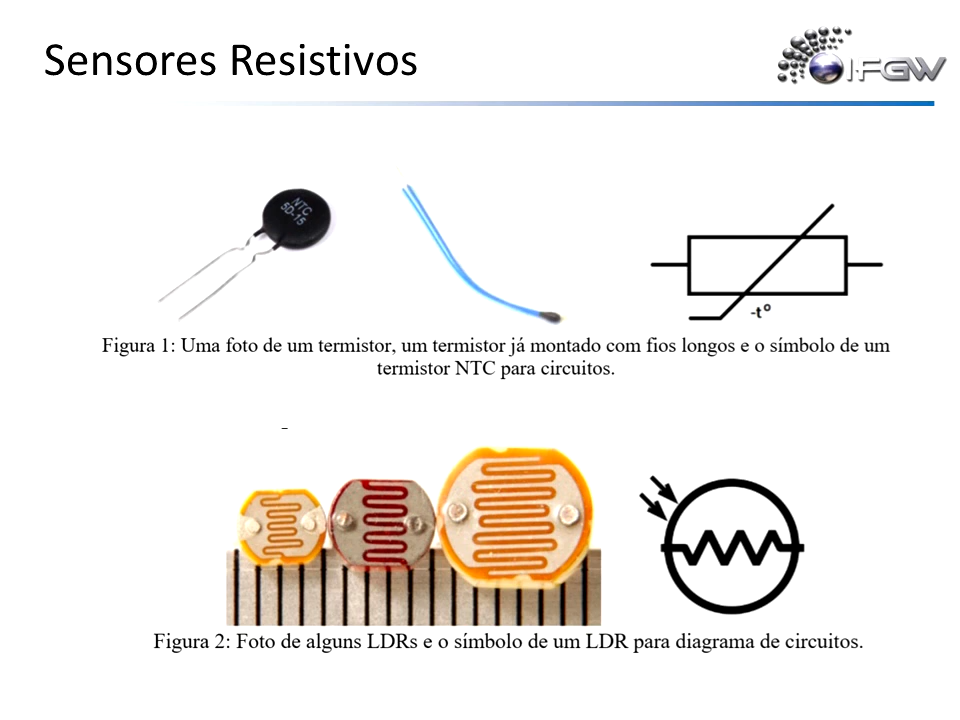 Sensores Resistivos
IFGW
NTC
5D-15
-t°
Figura 1: Uma foto de um termistor, um termistor já montado com fios longos e o símbolo de um
termistor NTC para circuitos.
-
Figura 2: Foto de alguns LDRs e o símbolo de um LDR para diagrama de circuitos.